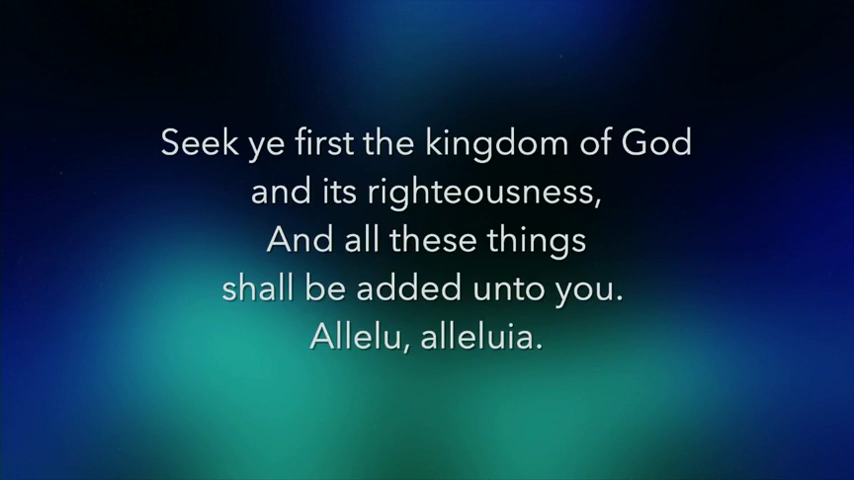 Seek ye first the kingdom of God
and its righteousness,
And all these things
shall be added unto you.
Allelu, alleluia.